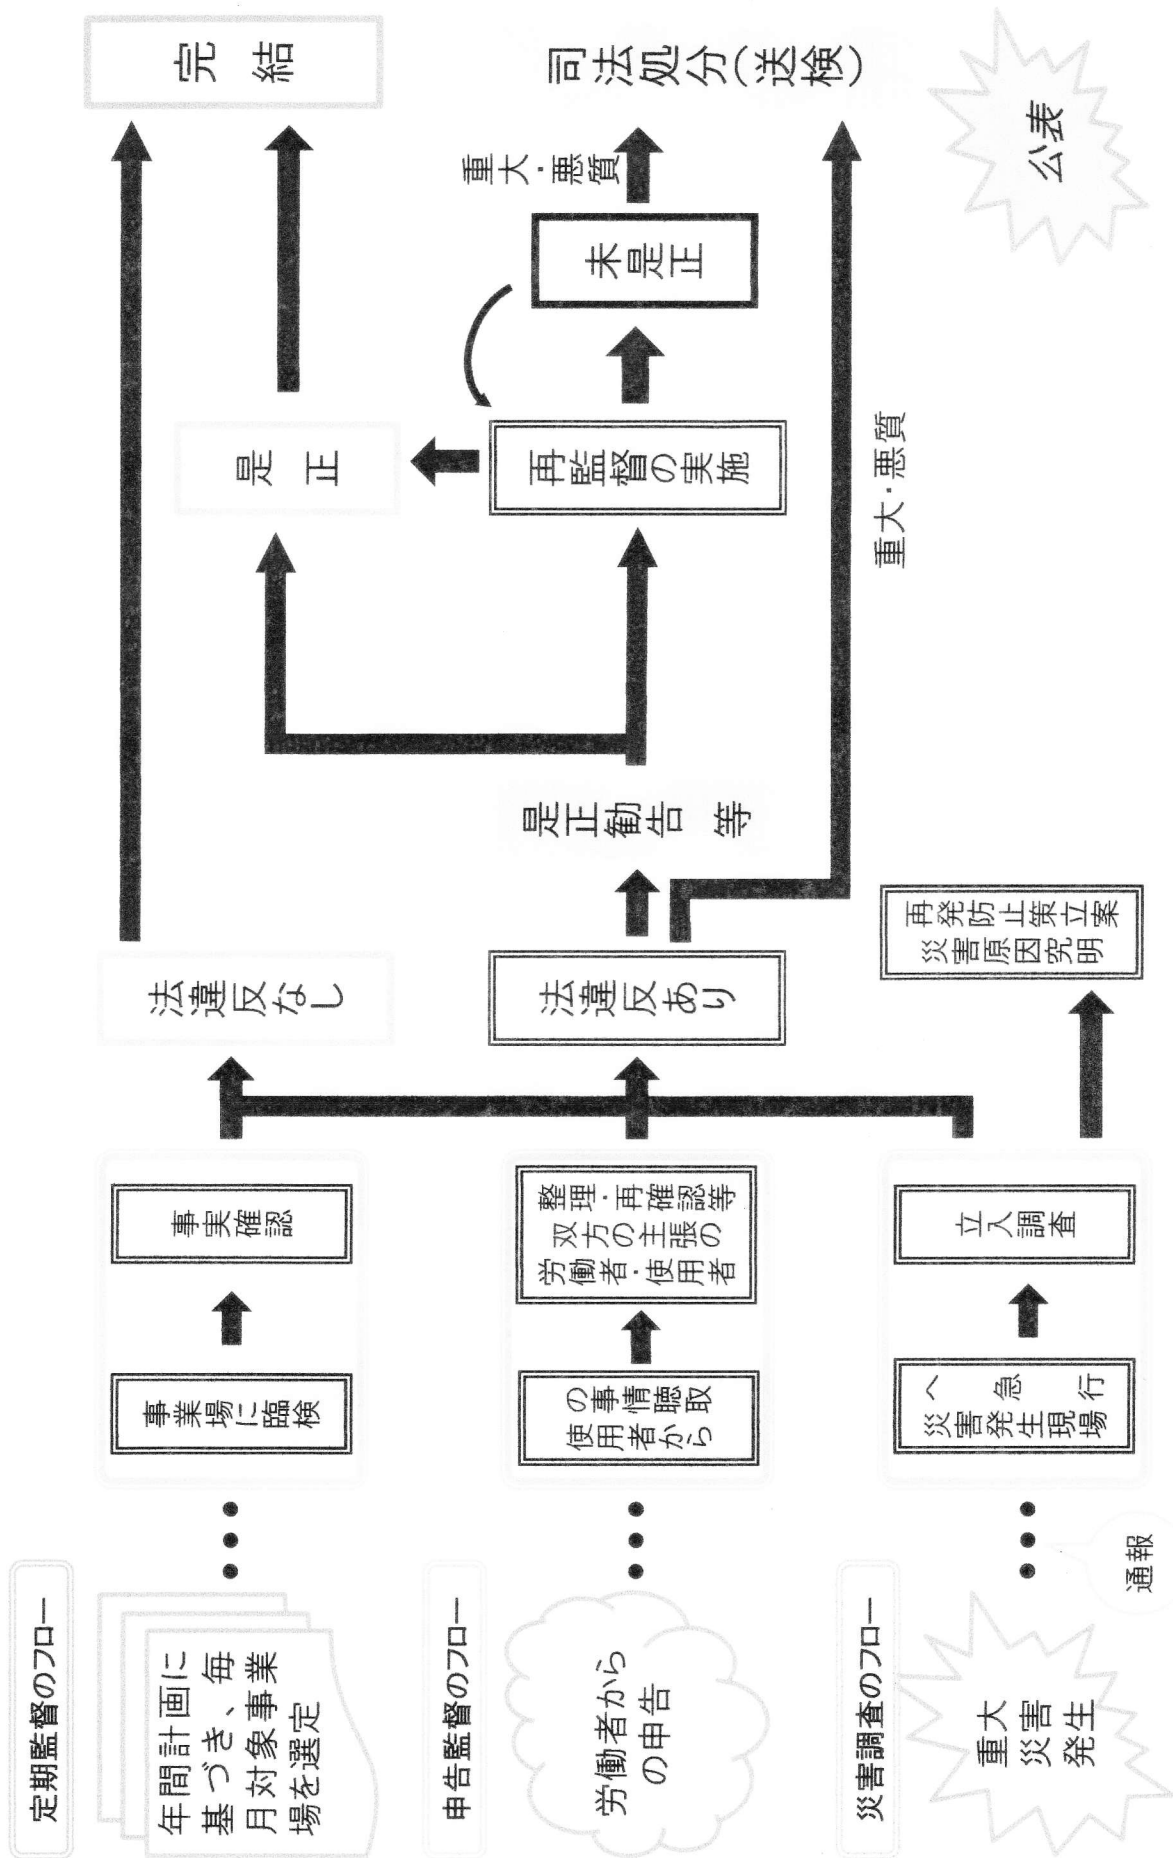 定期監督のフロー
年間計画に
基づき、毎
月対象事業
場を選定
事業場に臨検
事実確認
法違反なし
完 結
申告監督のフロー
労働者から
の申告
使用者から
の事情聴取
労働者・使用者
双方の主張の
整理・再確認等
法違反あり
是正勧告 等
是 正
再監督の実施
未是正
重大・悪質
司法処分(送検)
災害調査のフロー
重大
災害
発生
通報
災害発生現場
へ 急 行
立入調査
災害原因究明
再発防止策立案
重大・悪質
公表